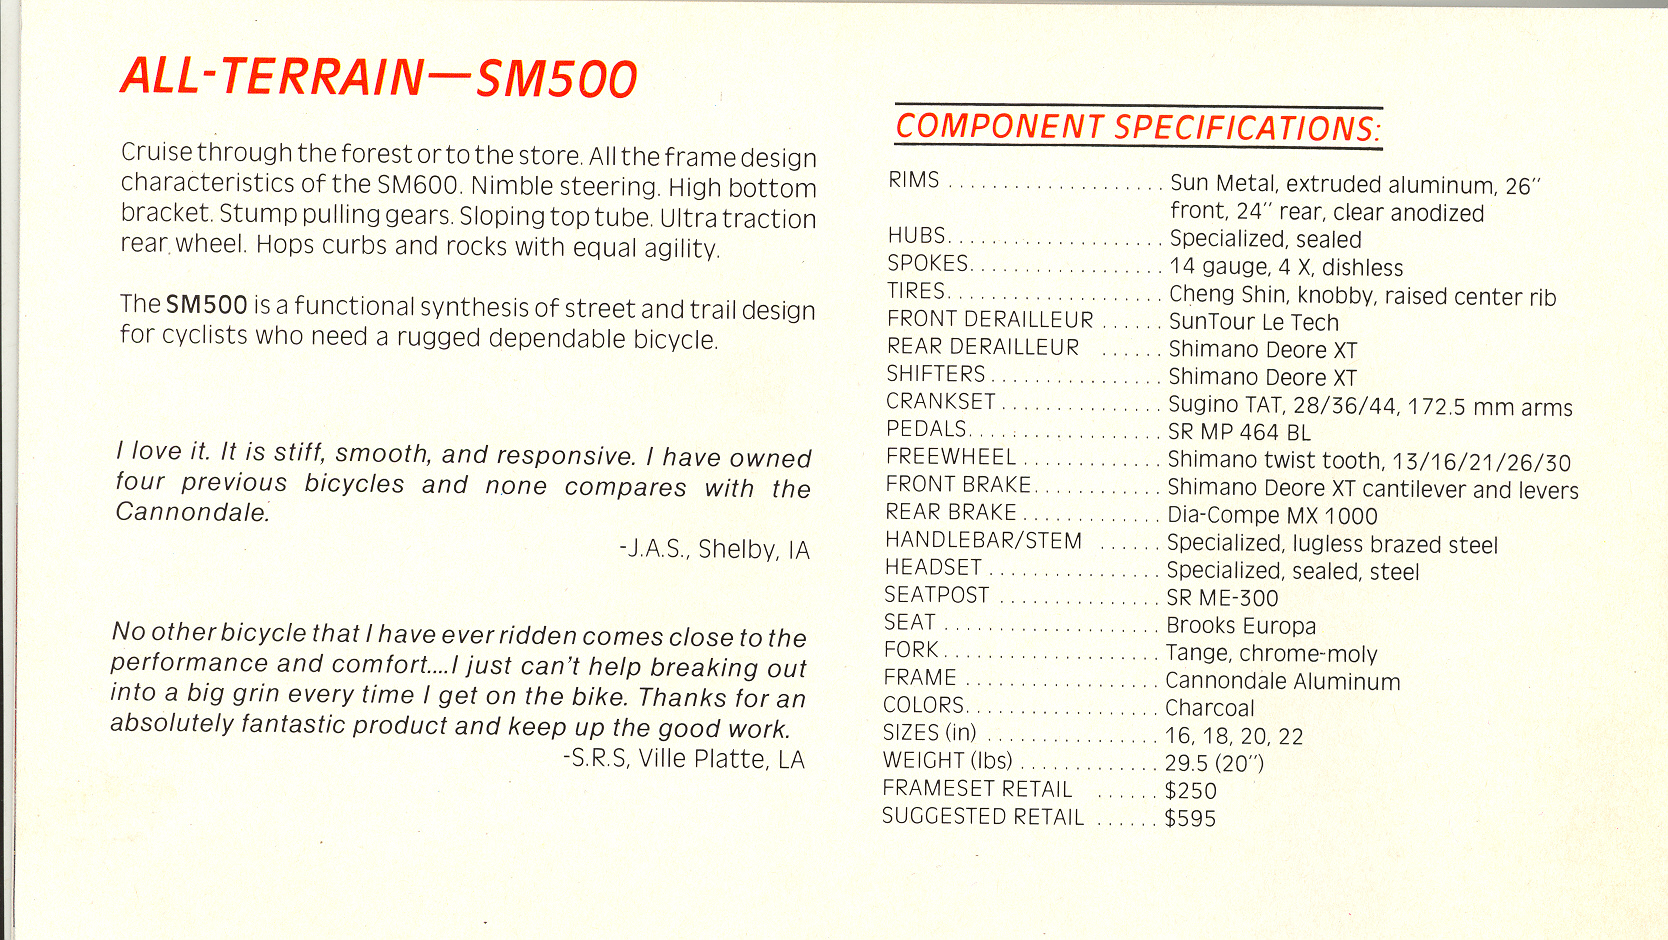 ALL-TERRAIN—SM500
Cruise through the forest or to the store. All the frame design
characteristics of the SM600. Nimble steering. High bottom
bracket. Stump pulling gears. Sloping top tube. Ultra traction
rear wheel. Hops curbs and rocks with equal agility.
The SM500 is a functional synthesis of street and trail design
for cyclists who need a rugged dependable bicycle.
I love it. It is stiff, smooth, and responsive. I have owned
four previous bicycles and none compares with the
Cannondale.
-J.A.S., Shelby, IA
No other bicycle that I have ever ridden comes close to the
performance and comfort....I just can't help breaking out
into a big grin every time I get on the bike. Thanks for an
absolutely fantastic product and keep up the good work.
-S.R.S, Ville Platte, LA
COMPONENT SPECIFICATIONS:
RIMS .................... Sun Metal, extruded aluminum, 26"
front, 24" rear, clear anodized
HUBS.................... Specialized, sealed
SPOKES.................. 14 gauge, 4 X, dishless
TIRES.................... Cheng Shin, knobby, raised center rib
FRONT DERAILLEUR ...... SunTour Le Tech
REAR DERAILLEUR ...... Shimano Deore XT
SHIFTERS ................ Shimano Deore XT
CRANKSET ............... Sugino TAT, 28/36/44, 172.5 mm arms
PEDALS.................. SR MP 464 BL
FREEWHEEL ............. Shimano twist tooth, 13/16/21/26/30
FRONT BRAKE............ Shimano Deore XT cantilever and levers
REAR BRAKE ............. Dia-Compe MX 1000
HANDLEBAR/STEM ...... Specialized, lugless brazed steel
HEADSET ................ Specialized, sealed, steel
SEATPOST ............... SR ME-300
SEAT .................... Brooks Europa
FORK.................... Tange, chrome-moly
FRAME .................. Cannondale Aluminum
COLORS.................. Charcoal
SIZES (in) ................ 16, 18, 20, 22
WEIGHT (lbs) ............. 29.5 (20")
FRAMESET RETAIL ...... $250
SUGGESTED RETAIL ...... $595